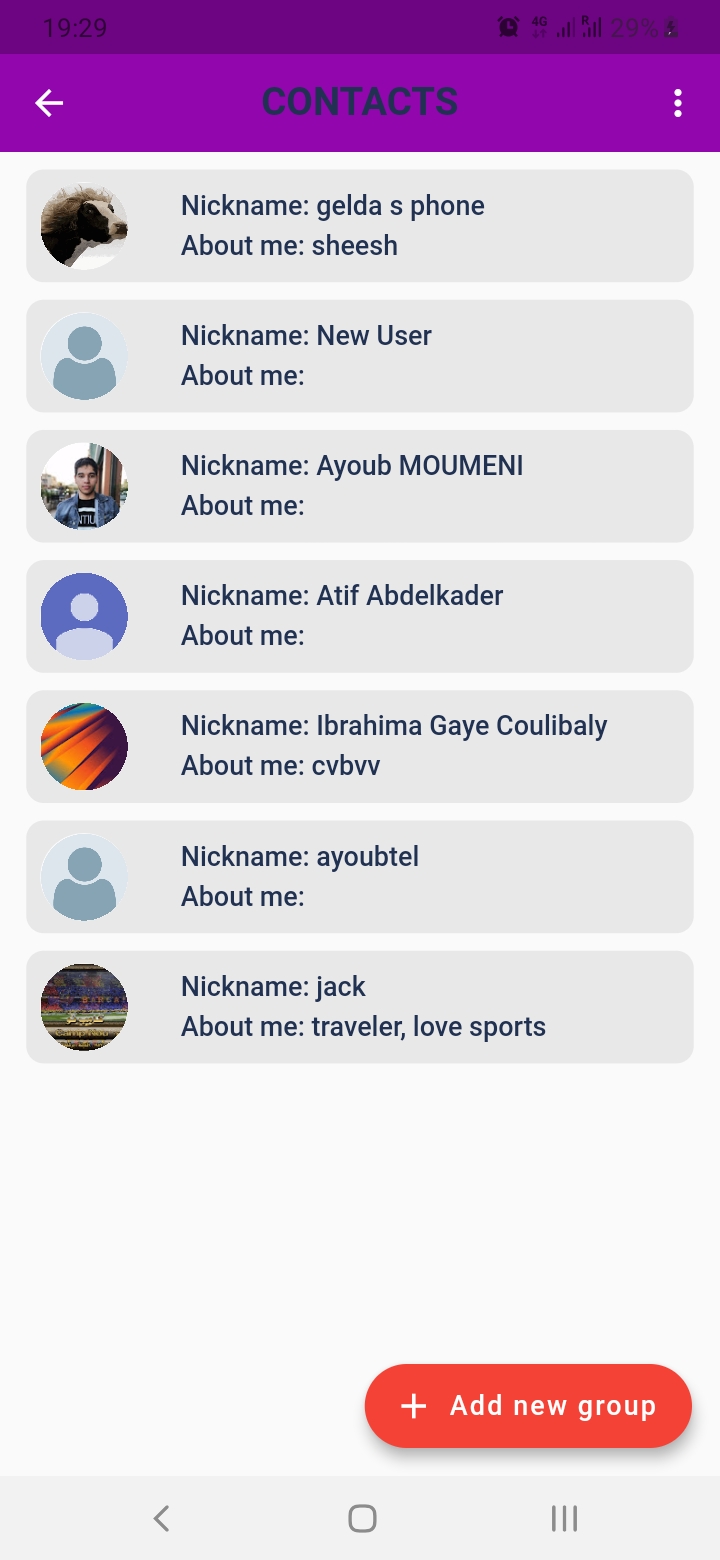 19:29
4G R 29%
CONTACTS
Nickname: gelda s phone
About me: sheesh
Nickname: New User
About me:
Nickname: Ayoub MOUMENI
About me:
Nickname: Atif Abdelkader
About me:
Nickname: Ibrahima Gaye Coulibaly
About me: cvbvv
Nickname: ayoubtel
About me:
Nickname: jack
About me: traveler, love sports
Add new group